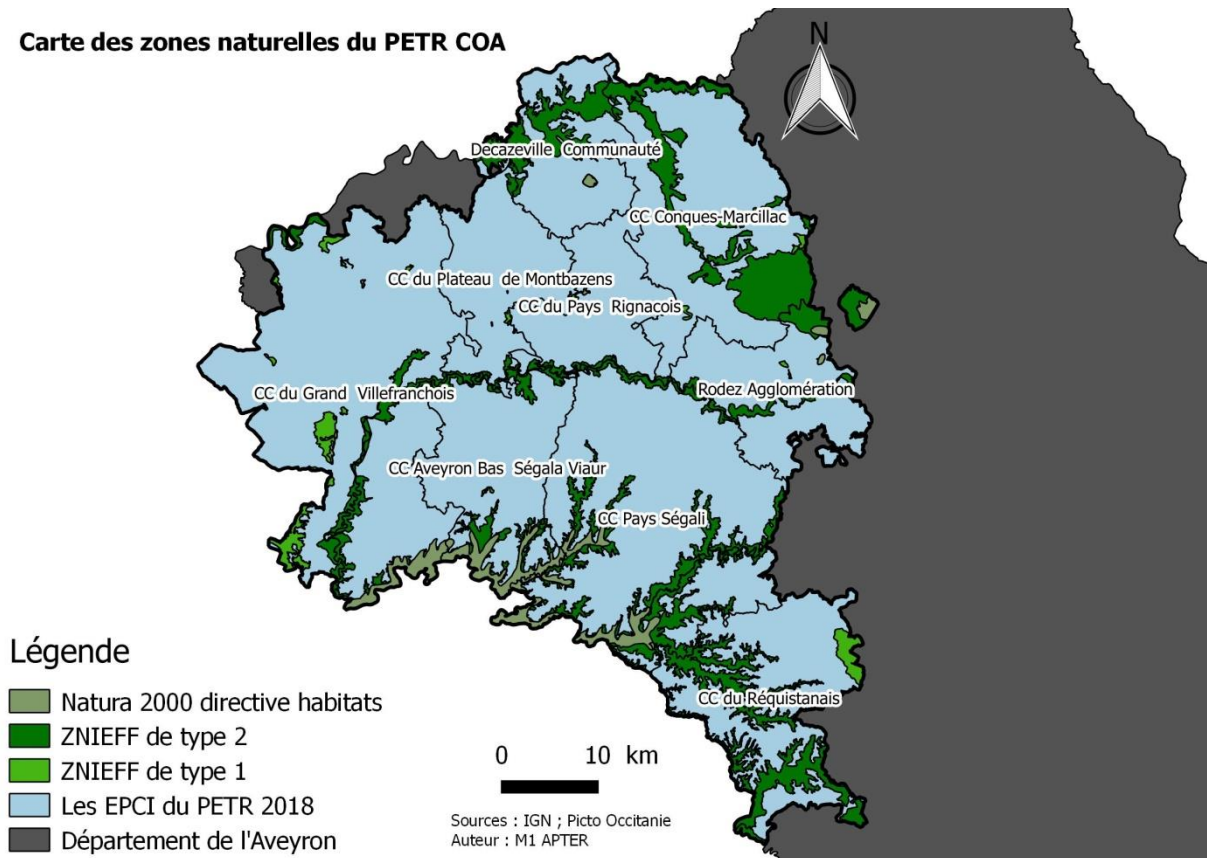 Carte des zones naturelles du PETR COA
N
Decazeville Communauté
CC Conques-Marcillac
CC du Plateau de Montbazens
CC du Pays Rignacois
CC du Grand Villefranchois
Rodez Agglomération
CC Aveyron Bas Ségala Viaur
CC Pays Ségali
CC du Réquistanais
Légende
Natura 2000 directive habitats
ZNIEFF de type 2
ZNIEFF de type 1
Les EPCI du PETR 2018
Département de l'Aveyron
0 10 km
Sources : IGN ; Picto Occitanie
Auteur : M1 APTER